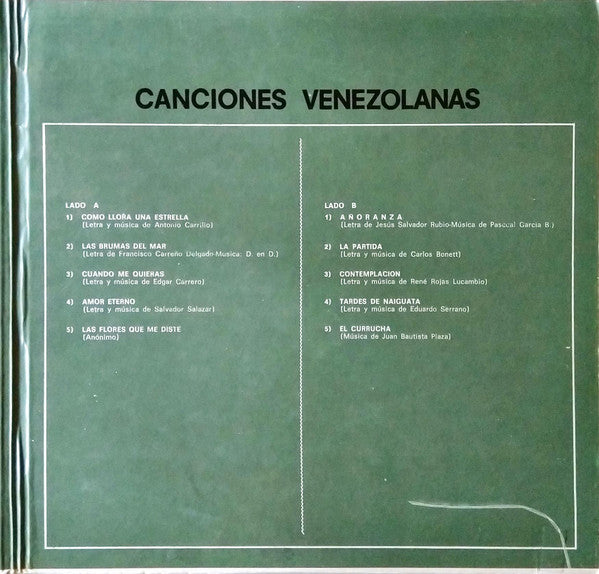 CANCIONES VENEZOLANAS
LADO A
1) COMO LLORA UNA ESTRELLA
(Letra y música de Antonio Carrillo)
2) LAS BRUMAS DEL MAR
(Letra de Francisco Carreño Delgado-Musica: D. en D.)
3) CUANDO ME QUIERAS
(Letra y música de Edgar Carrero)
4) AMOR ETERNO
(Letra y música de Salvador Salazar)
5) LAS FLORES QUE ME DISTE
(Anónimo)
LADO B
1) AÑORANZA
(Letra de Jesús Salvador Rubio-Música de Pascual García B.)
2) LA PARTIDA
(Letra y música de Carlos Bonett)
3) CONTEMPLACION
(Letra y música de René Rojas Lucambio)
4) TARDES DE NAIGUATA
(Letra y música de Eduardo Serrano)
5) EL CURRUCHA
(Música de Juan Bautista Plaza)